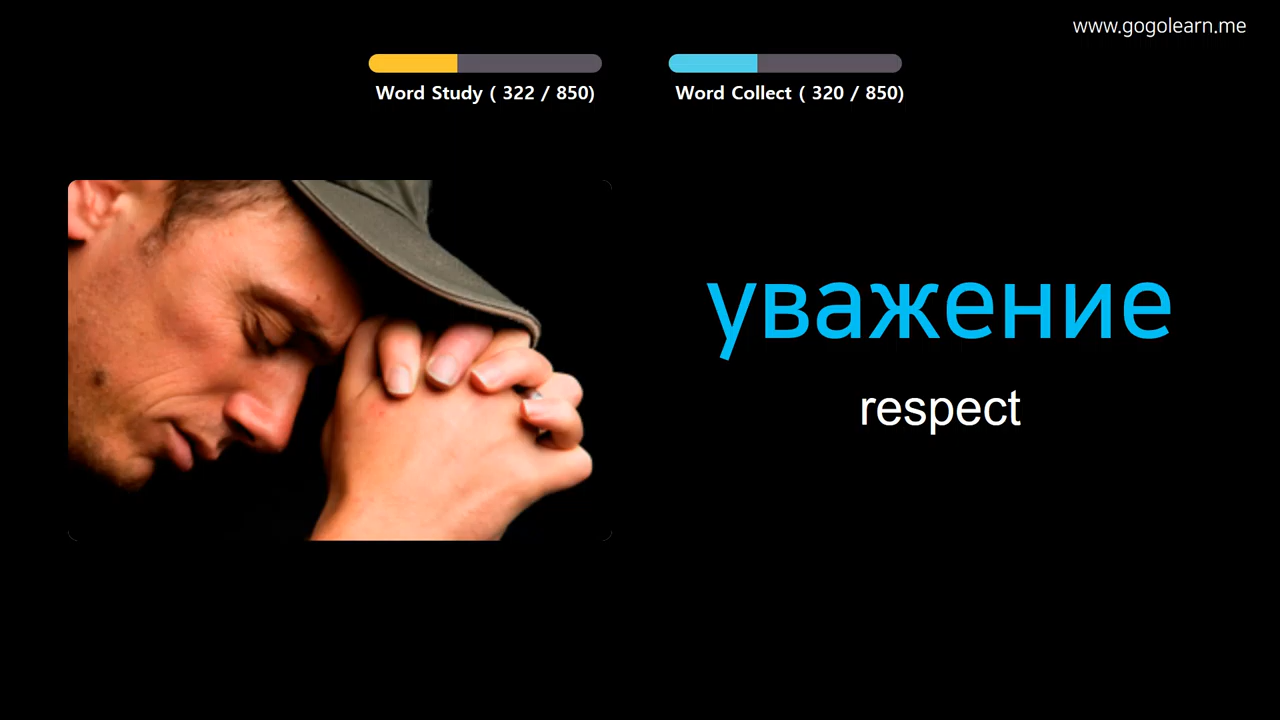 www.gogolearn.me
Word Study ( 322 / 850)
Word Collect ( 320 / 850)
уважение
respect